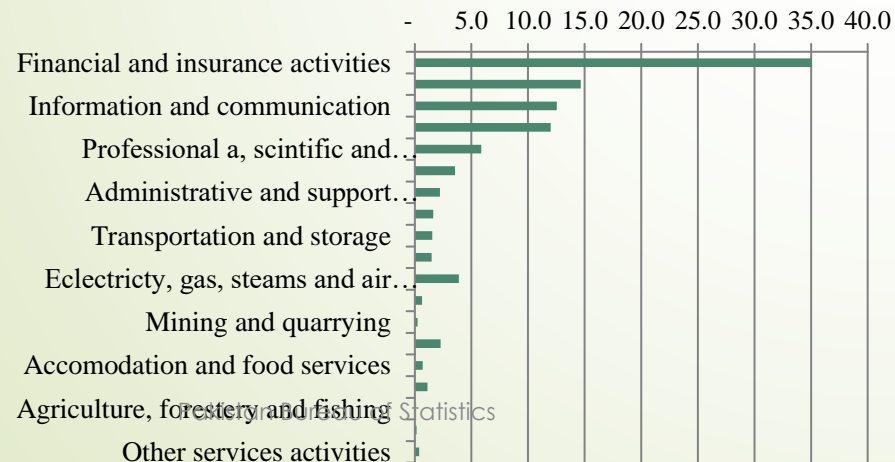 - 5.0 10.0 15.0 20.0 25.0 30.0 35.0 40.0
Financial and insurance activities
Information and communication
Professional a, scintific and…
Administrative and support…
Transportation and storage
Eclectricty, gas, steams and air…
Mining and quarrying
Accomodation and food services
Agriculture, forestery and fishing
Pakistan Bureau of Statistics
Other services activities